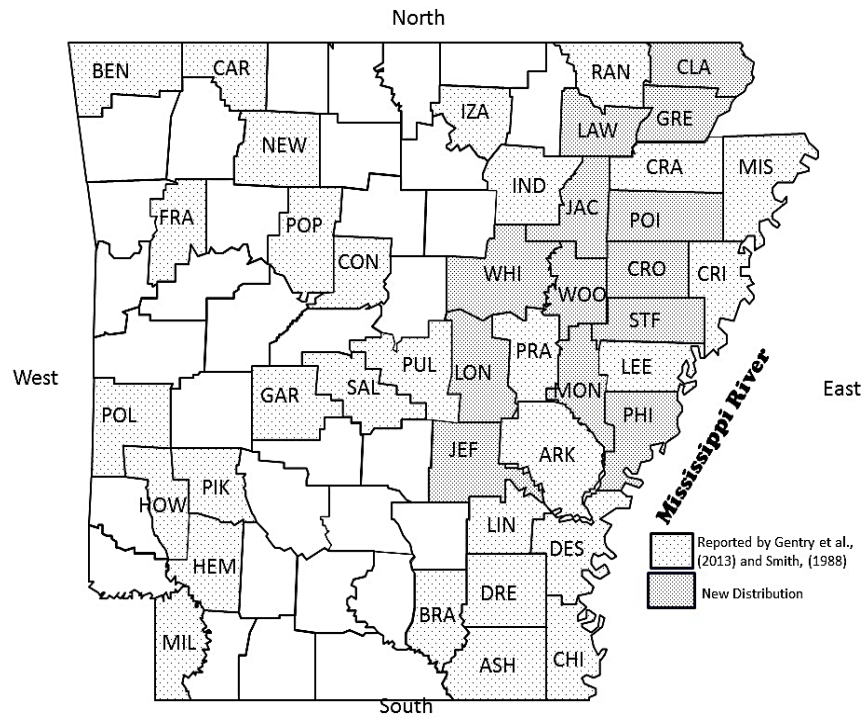 North
BEN
CAR
RAN
CLA
IZA
LAW
GRE
NEW
CRA
MIS
IND
FRA
POP
JAC
POI
CON
WHI
WOO
CRO
CRI
STF
PUL
LON
PRA
LEE
West
East
GAR
SAL
MON
POL
PHI
JEF
ARK
Mississippi River
HOW
PIK
LIN
DES
Reported by Gentry et al.,
(2013) and Smith, (1988)
HEM
New Distribution
DRE
BRA
MIL
ASH
CHI
South